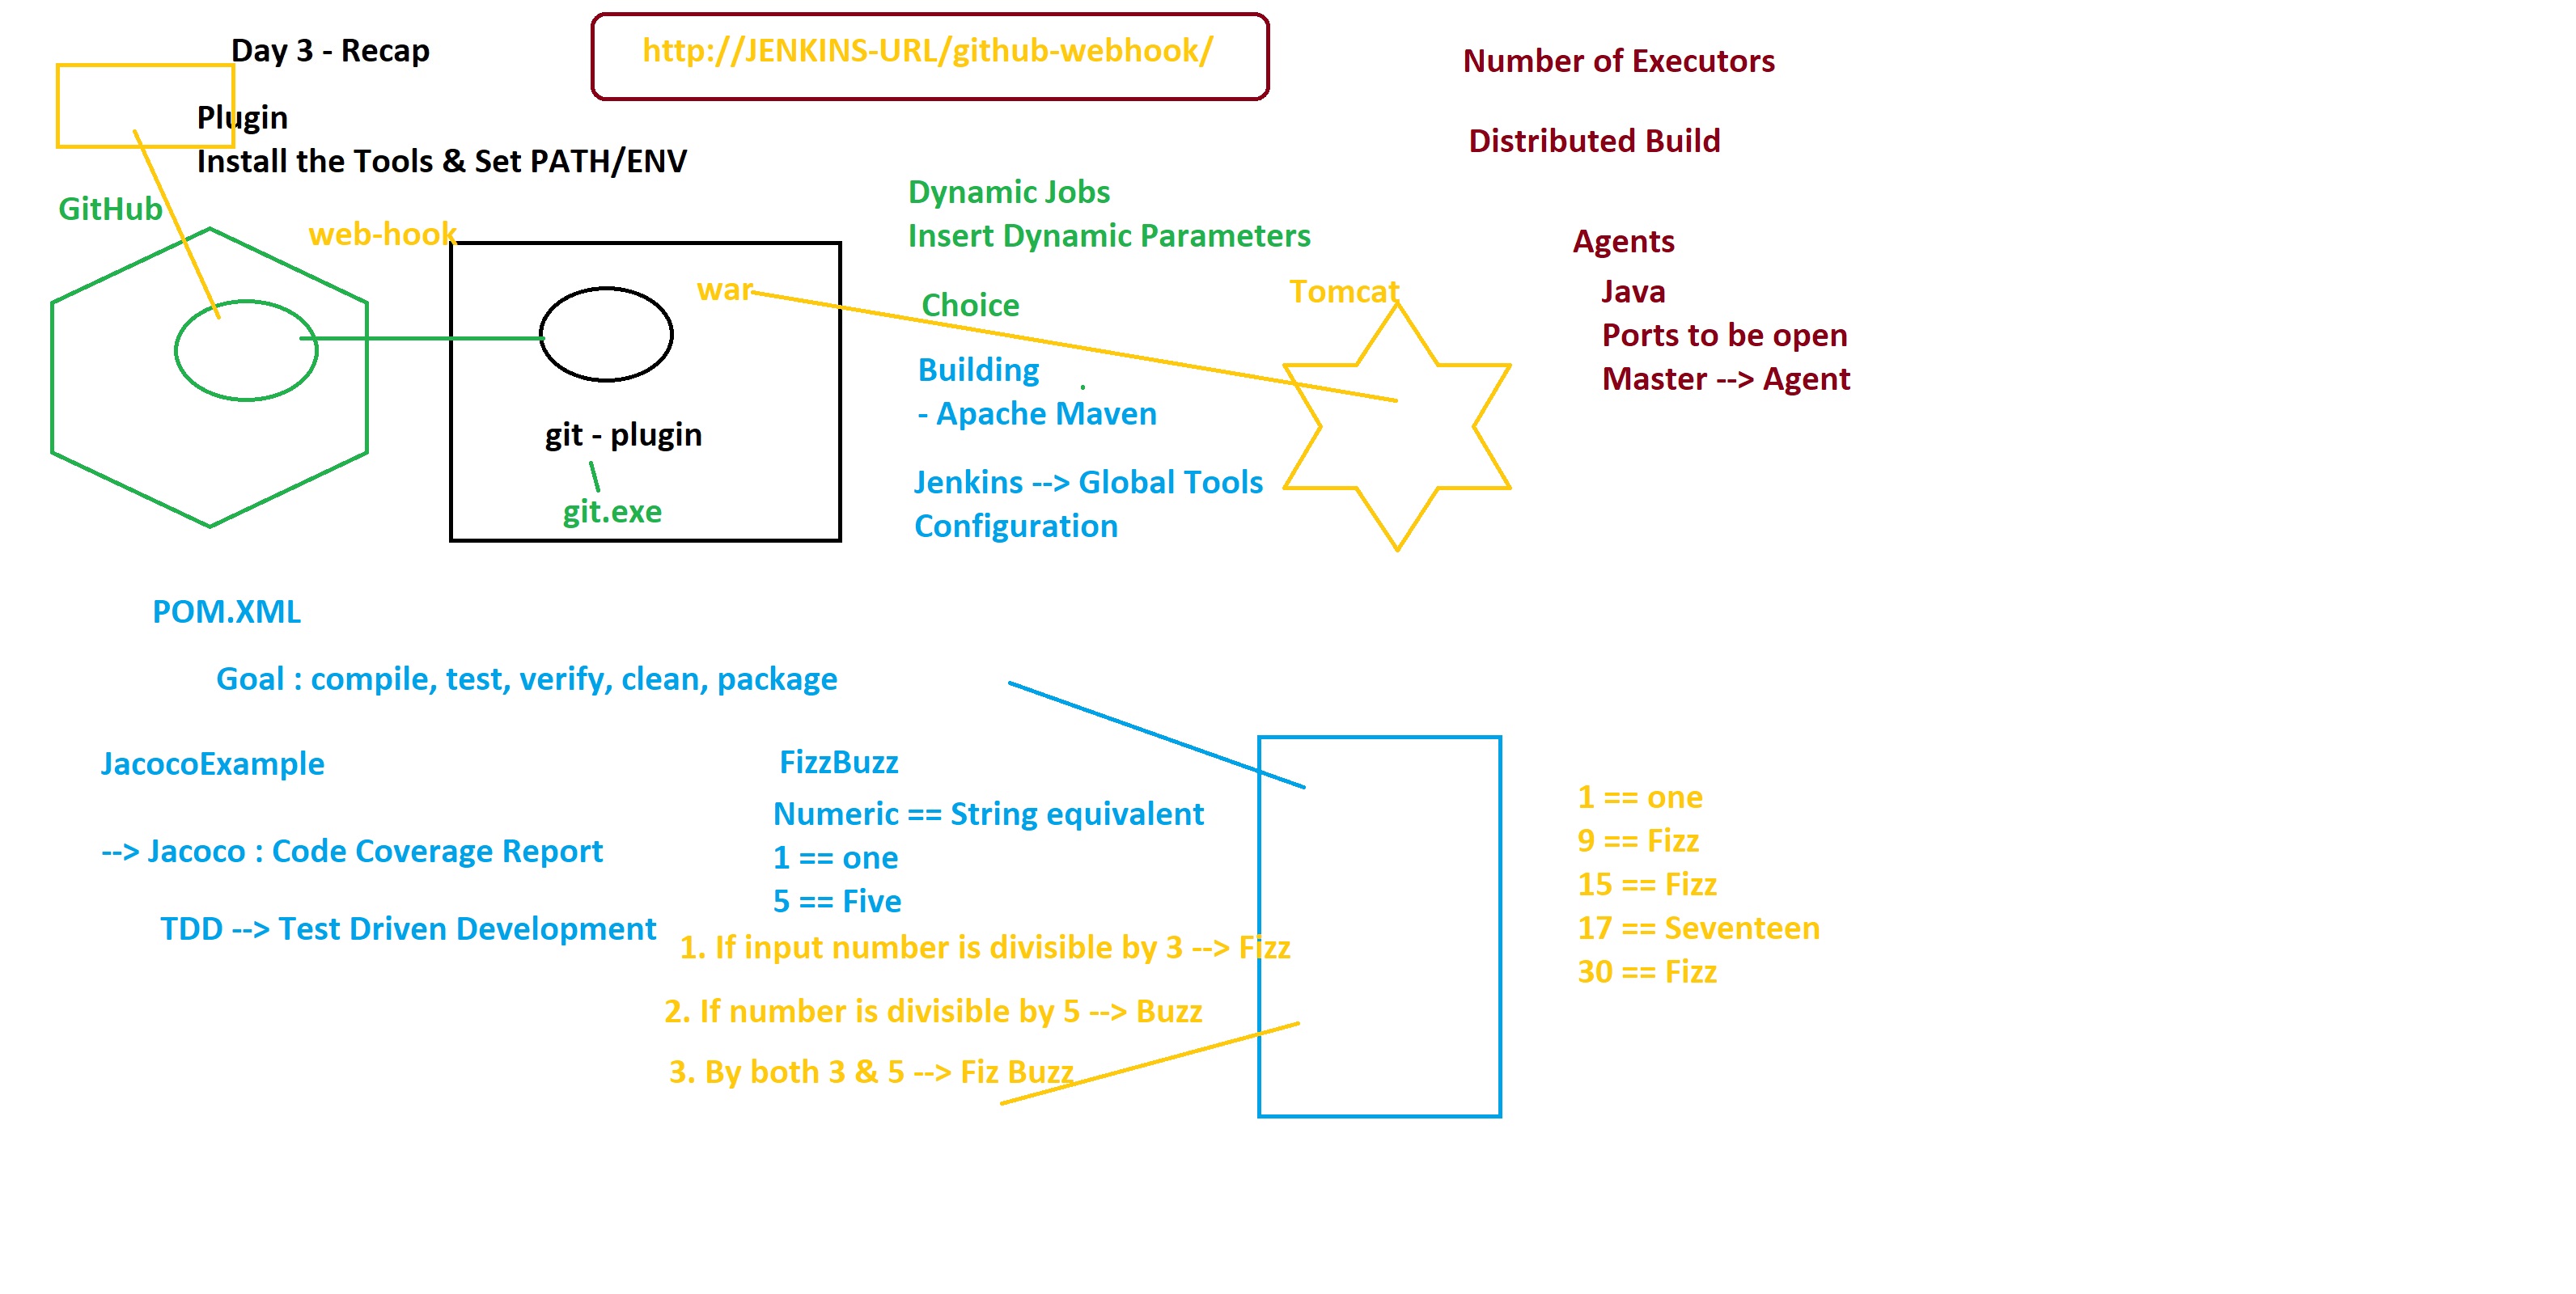 Day 3 - Recap
http://JENKINS-URL/github-webhook/
Number of Executors
Plugin
Install the Tools & Set PATH/ENV
Distributed Build
GitHub
web-hook
Dynamic Jobs
Insert Dynamic Parameters
Agents
war
Choice
Tomcat
Java
Ports to be open
Master --> Agent
Building
- Apache Maven
git - plugin
git.exe
Jenkins --> Global Tools
Configuration
POM.XML
Goal : compile, test, verify, clean, package
JacocoExample
--> Jacoco : Code Coverage Report
TDD --> Test Driven Development
FizzBuzz
Numeric == String equivalent
1 == one
5 == Five
1. If input number is divisible by 3 --> Fizz
2. If number is divisible by 5 --> Buzz
3. By both 3 & 5 --> Fiz Buzz
1 == one
9 == Fizz
15 == Fizz
17 == Seventeen
30 == Fizz